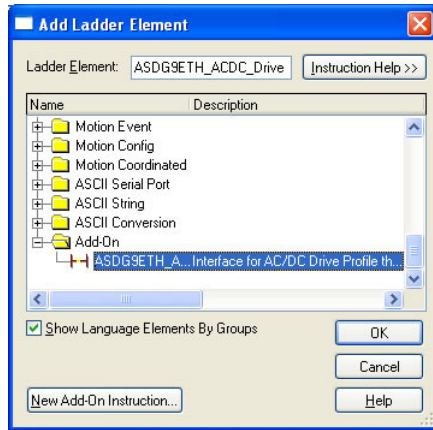 Add Ladder Element
Ladder Element: ASDG9ETH_ACDC_Drive Instruction Help >>
Name Description
Motion Event
Motion Config
Motion Coordinated
ASCII Serial Port
ASCII String
ASCII Conversion
Add-On
ASDG9ETH_A... Interface for AC/DC Drive Profile th...
Show Language Elements By Groups
OK
Cancel
New Add-On Instruction...
Help